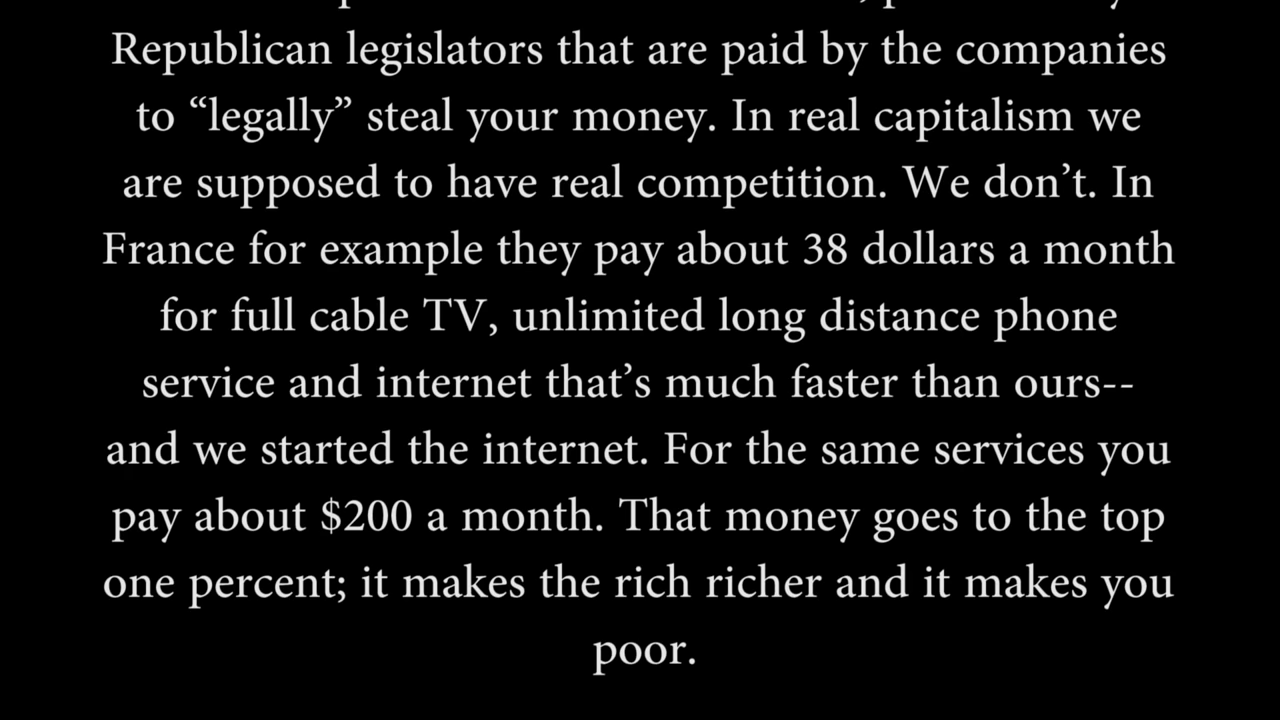 Republican legislators that are paid by the companies
to “legally” steal your money. In real capitalism we
are supposed to have real competition. We don’t. In
France for example they pay about 38 dollars a month
for full cable TV, unlimited long distance phone
service and internet that’s much faster than ours--
and we started the internet. For the same services you
pay about $200 a month. That money goes to the top
one percent; it makes the rich richer and it makes you
poor.